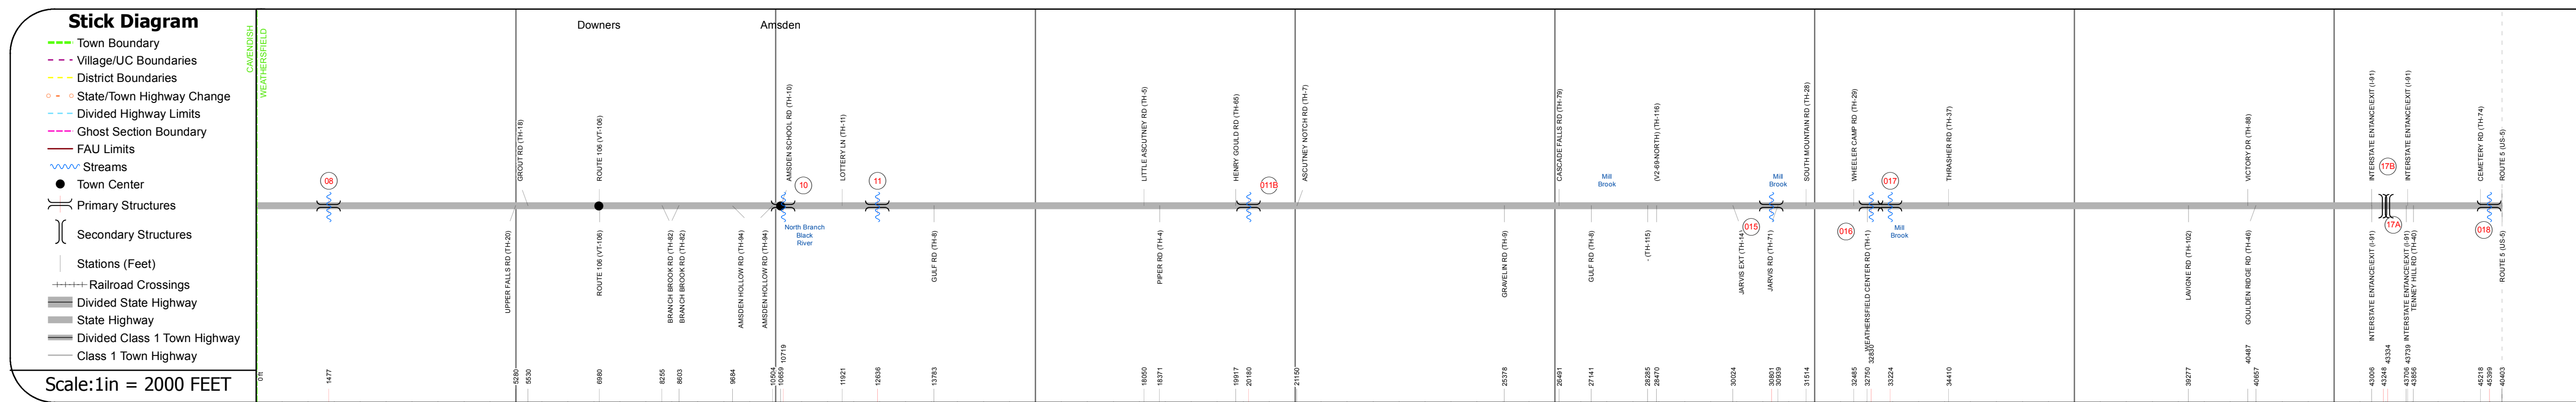 Stick Diagram
Town Boundary
Village/UC Boundaries
District Boundaries
State/Town Highway Change
Divided Highway Limits
Ghost Section Boundary
FAU Limits
Streams
Town Center
Primary Structures
Secondary Structures
Stations (Feet)
Railroad Crossings
Divided State Highway
State Highway
Divided Class 1 Town Highway
Class 1 Town Highway
Scale:1in = 2000 FEET
CAVENDISH
WEATHERSFIELD
Downers
Amsden
GROUT RD (TH-18)
ROUTE 106 (VT-106)
AMSDEN SCHOOL RD (TH-10)
LOTTERY LN (TH-11)
LITTLE ASCUTNEY RD (TH-5)
HENRY GOULD RD (TH-65)
ASCUTNEY NOTCH RD (TH-7)
CASCADE FALLS RD (TH-79)
(V2-69-NORTH) (TH-116)
SOUTH MOUNTAIN RD (TH-28)
WHEELER CAMP RD (TH-29)
THRASHER RD (TH-37)
VICTORY DR (TH-88)
INTERSTATE ENTANCE\EXIT (I-91)
INTERSTATE ENTANCE\EXIT (I-91)
CEMETERY RD (TH-74)
ROUTE 5 (US-5)
08
10
11
011B
Mill
Brook
Mill
Brook
017
17B
015
016
17A
018
North Branch
Black
River
Mill
Brook
UPPER FALLS RD (TH-20)
ROUTE 106 (VT-106)
BRANCH BROOK RD (TH-82)
BRANCH BROOK RD (TH-82)
AMSDEN HOLLOW RD (TH-94)
AMSDEN HOLLOW RD (TH-94)
GULF RD (TH-8)
PIPER RD (TH-4)
GRAVELIN RD (TH-9)
GULF RD (TH-8)
- (TH-115)
JARVIS EXT (TH-14)
JARVIS RD (TH-71)
WEATHERSFIELD CENTER RD (TH-1)
LAVIGNE RD (TH-102)
GOULDEN RIDGE RD (TH-46)
INTERSTATE ENTANCE\EXIT (I-91)
INTERSTATE ENTANCE\EXIT (I-91)
TENNEY HILL RD (TH-40)
ROUTE 5 (US-5)
0 ft
1477
5280
5530
6980
8255
8603
9684
10504
10659
10719
11921
12636
13783
18050
18371
19917
20180
21150
25378
26491
27141
28285
28470
30024
30801
30939
31514
32485
32750
32830
33224
34410
39277
40487
40657
43006
43248
43334
43706
43739
43856
45218
45399
40403